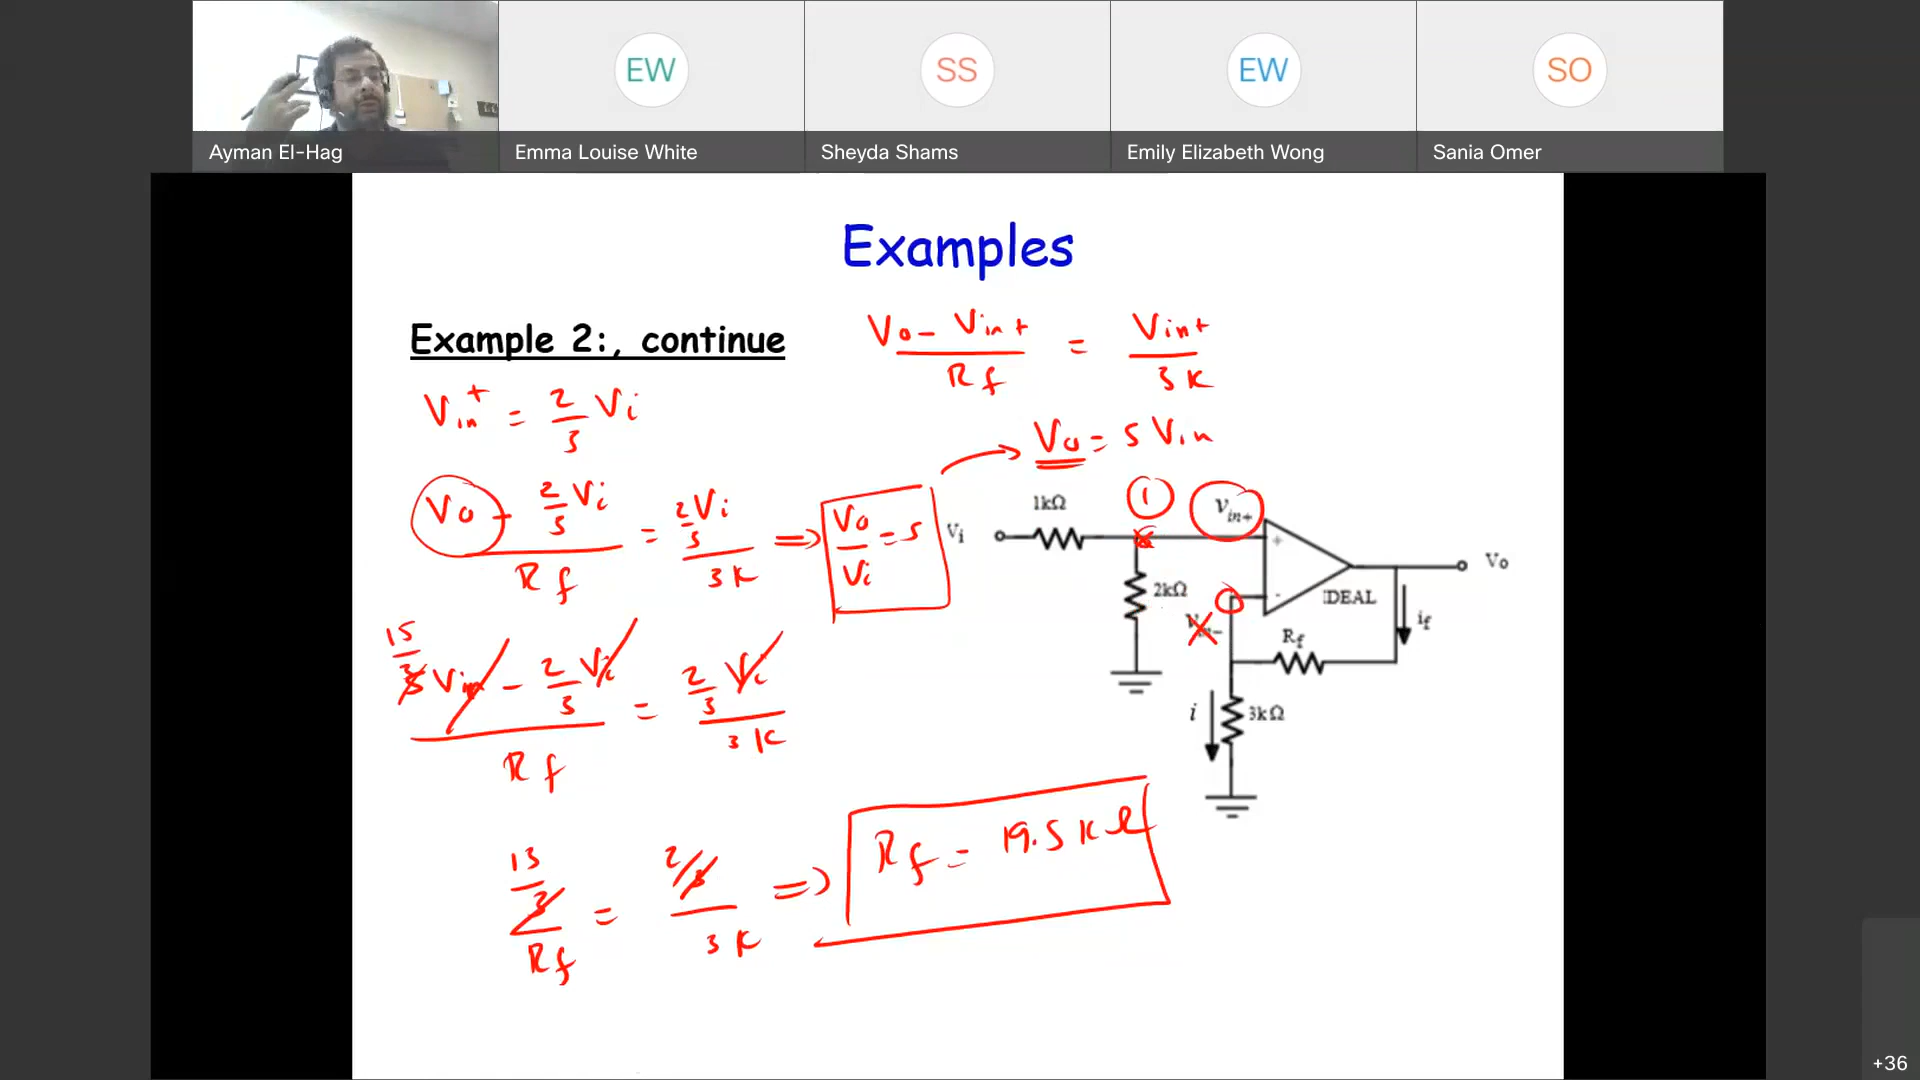 EW
SS
EW
SO
Ayman El-Hag
Emma Louise White
Sheyda Shams
Emily Elizabeth Wong
Sania Omer
Examples
Example 2:, continue
Vo - Vin+ / Rf = Vin+ / 3K
Vin+ = 2/3 Vi
Vo = 5 Vin
Vo - 2/3 Vi / Rf = 2/3 Vi / 3K => Vo/Vi = 5
15/3 Vin - 2/3 Vi / Rf = 2/3 Vi / 3K
13/3 / Rf = 2/3 / 3K => Rf = 19.5 K
1
1kΩ
Vin+
Vi
+
Vo
2kΩ
-
IDEAL
if
Rf
i
3kΩ
+36